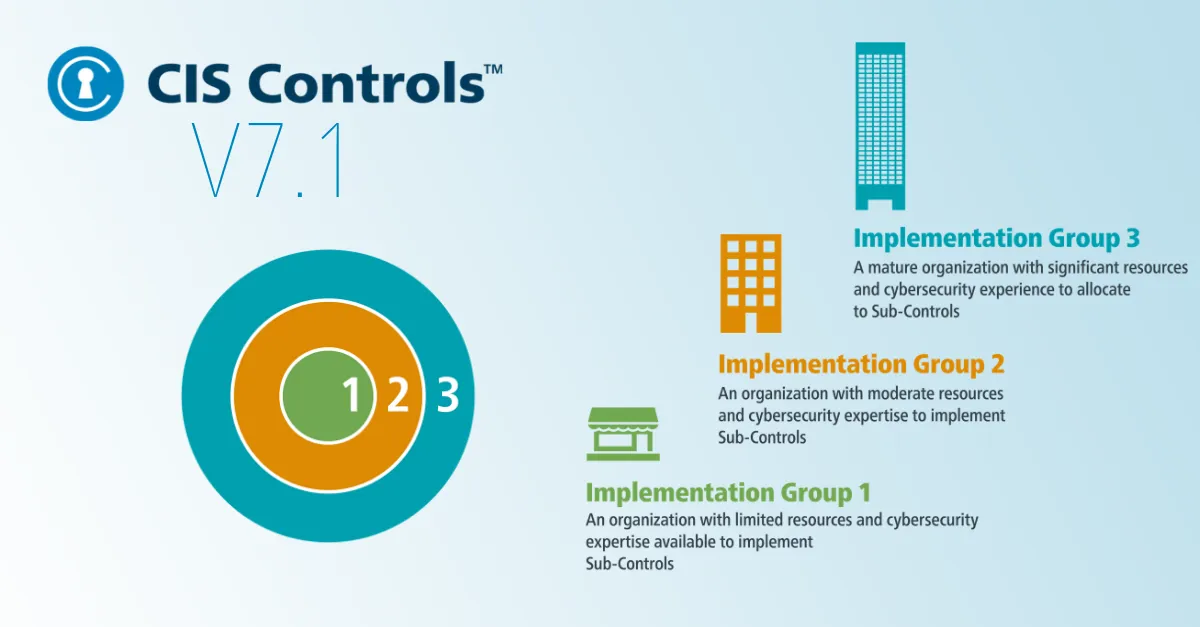 CIS Controls™
V7.1
1 2 3
Implementation Group 3
A mature organization with significant resources
and cybersecurity experience to allocate
to Sub-Controls
Implementation Group 2
An organization with moderate resources
and cybersecurity expertise to implement
Sub-Controls
Implementation Group 1
An organization with limited resources and cybersecurity
expertise available to implement
Sub-Controls